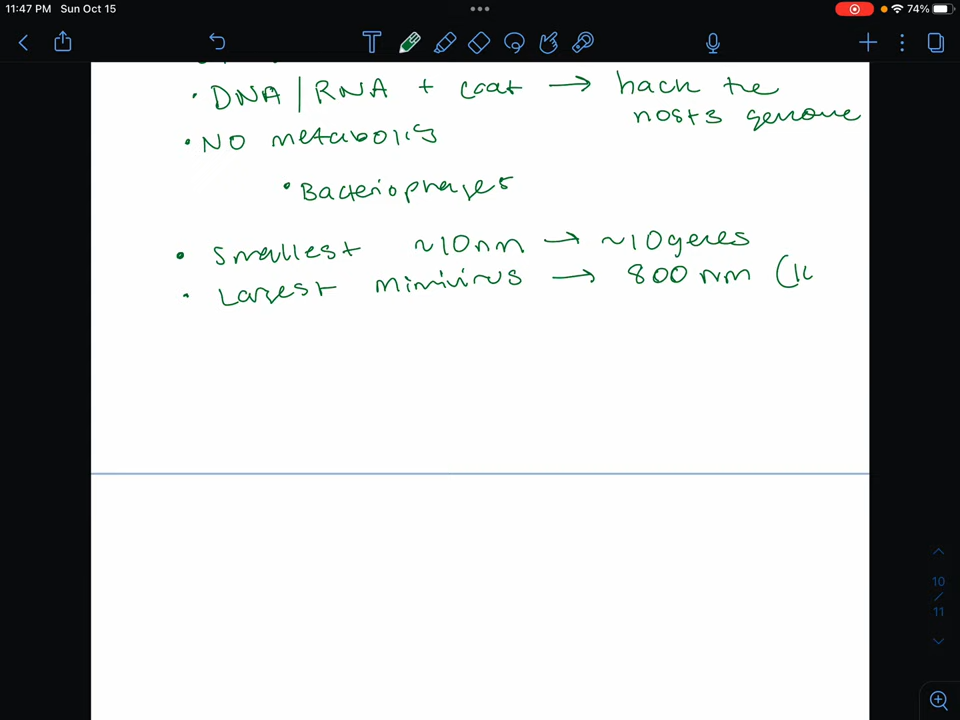 11:47 PM Sun Oct 15
74%
• DNA | RNA + coat → hack the
hosts genome
• NO metabolis
• Bacteriophages
• Smallest ~10nm → ~10genes
• Largest mimivirus → 800 nm (1
10
/
11